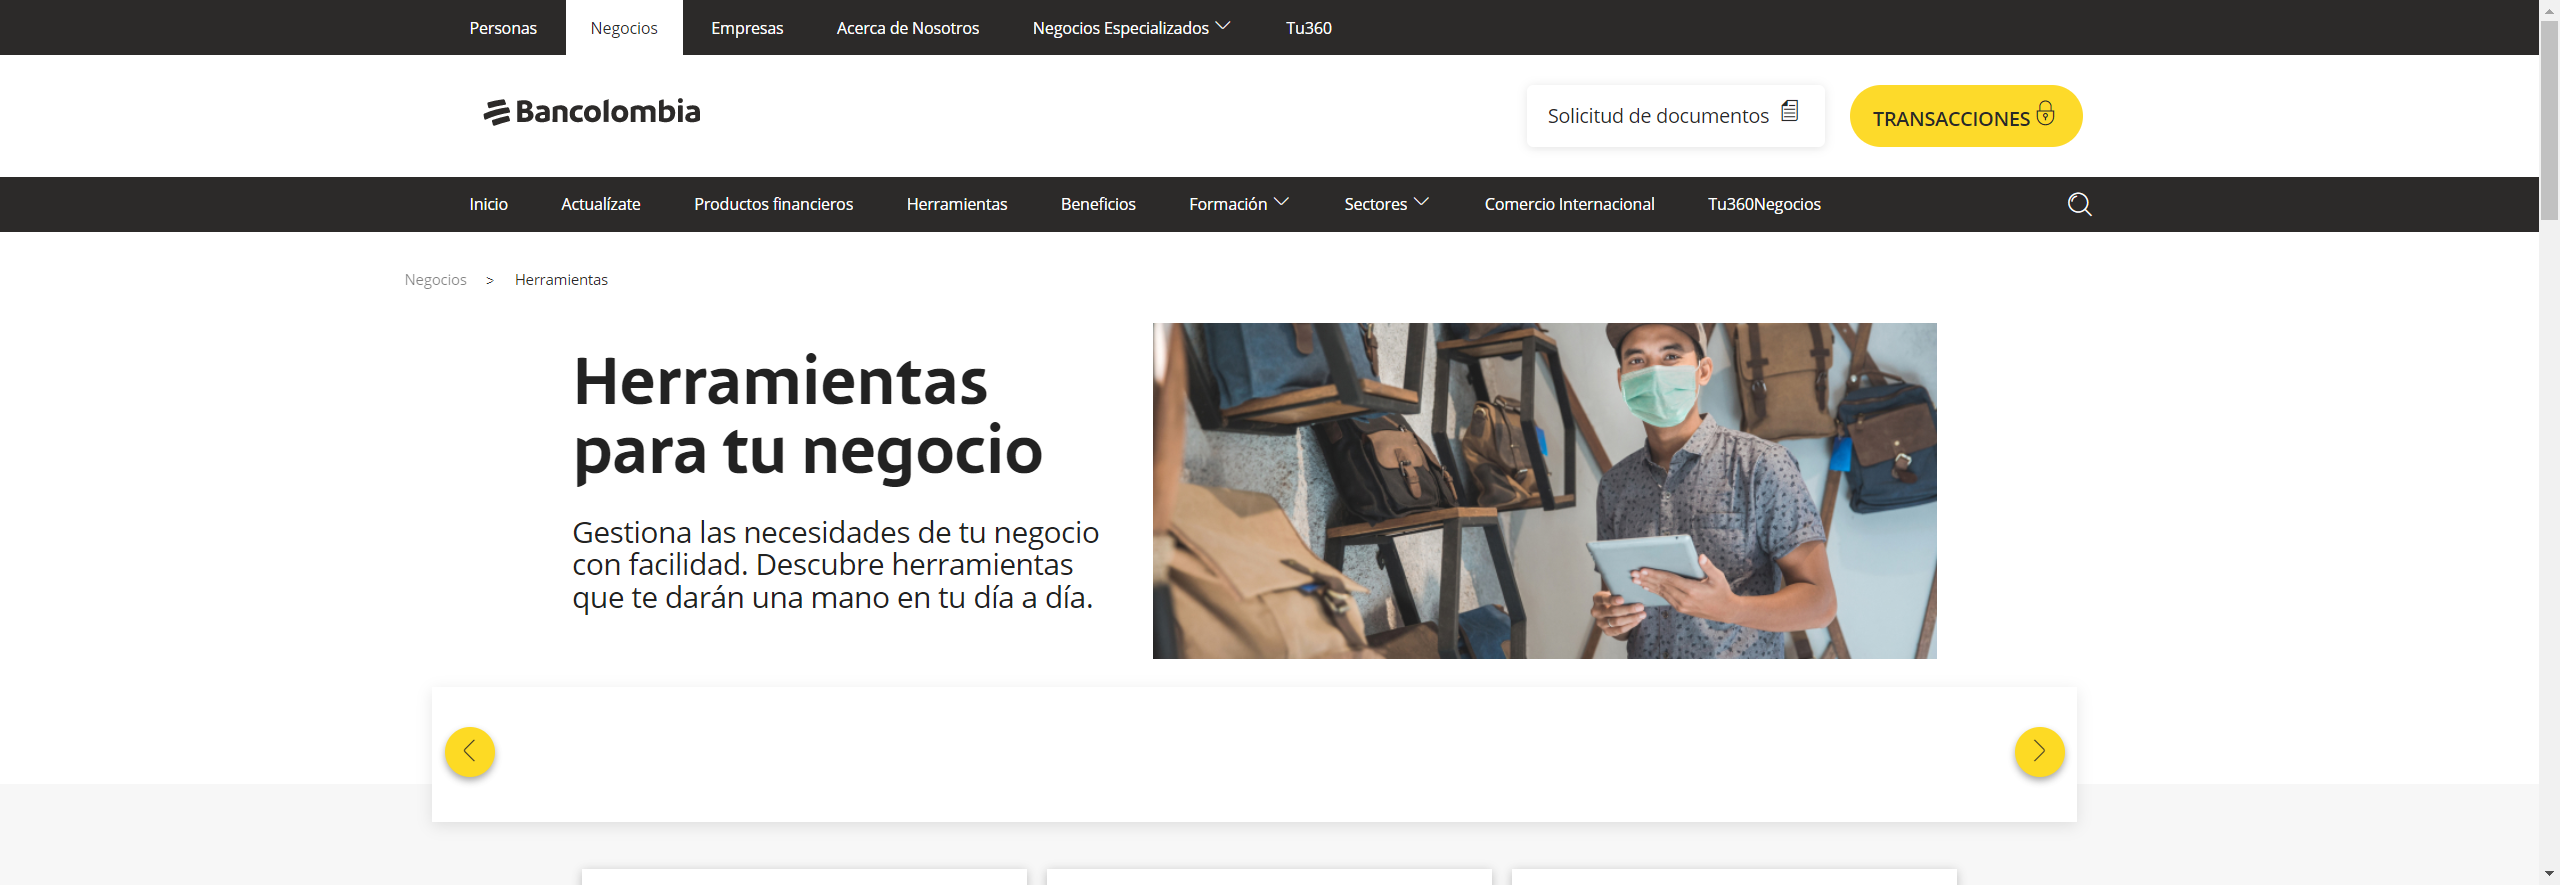 Personas Negocios Empresas Acerca de Nosotros Negocios Especializados Tu360
Bancolombia
Solicitud de documentos
TRANSACCIONES
Inicio Actualízate Productos financieros Herramientas Beneficios Formación Sectores Comercio Internacional Tu360Negocios
Negocios > Herramientas
Herramientas
para tu negocio
Gestiona las necesidades de tu negocio
con facilidad. Descubre herramientas
que te darán una mano en tu día a día.